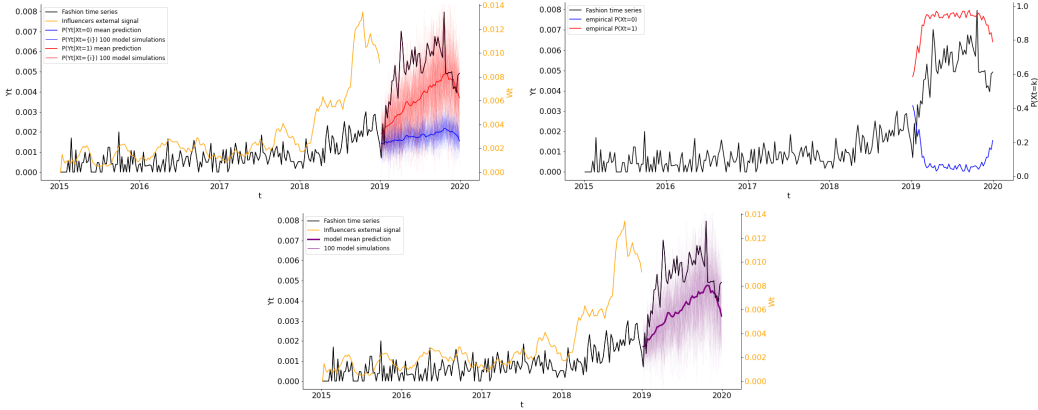 Fashion time series
Influencers external signal
P(Yt|Xt=0) mean prediction
P(Yt|Xt={i}) 100 model simulations
P(Yt|Xt=1) mean prediction
P(Yt|Xt={i}) 100 model simulations
0.008
0.007
0.006
0.005
0.004
0.003
0.002
0.001
0.000
Yt
0.014
0.012
0.010
0.008
0.006
0.004
0.002
0.000
Wt
2015 2016 2017 2018 2019 2020
t
Fashion time series
empirical P(Xt=0)
empirical P(Xt=1)
0.008
0.007
0.006
0.005
0.004
0.003
0.002
0.001
0.000
Yt
1.0
0.8
0.6
0.4
0.2
0.0
P(Xt=k)
2015 2016 2017 2018 2019 2020
t
Fashion time series
Influencers external signal
model mean prediction
100 model simulations
0.008
0.007
0.006
0.005
0.004
0.003
0.002
0.001
0.000
Yt
0.014
0.012
0.010
0.008
0.006
0.004
0.002
0.000
Wt
2015 2016 2017 2018 2019 2020
t